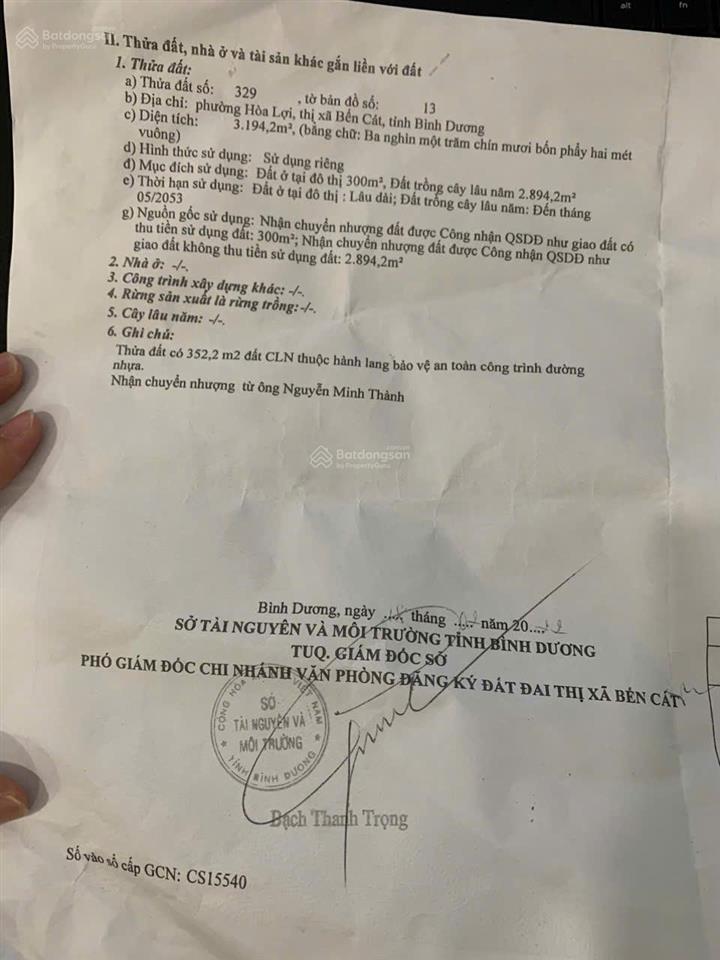 alt
fn
Batdongsan
by PropertyGuru
II. Thửa đất, nhà ở và tài sản khác gắn liền với đất
1. Thửa đất:
a) Thửa đất số: 329 , tờ bản đồ số: 13
b) Địa chỉ: phường Hòa Lợi, thị xã Bến Cát, tỉnh Bình Dương
c) Diện tích: 3.194,2m², (bằng chữ: Ba nghìn một trăm chín mươi bốn phẩy hai mét
vuông)
d) Hình thức sử dụng: Sử dụng riêng
đ) Mục đích sử dụng: Đất ở tại đô thị 300m², Đất trồng cây lâu năm 2.894,2m²
e) Thời hạn sử dụng: Đất ở tại đô thị : Lâu dài; Đất trồng cây lâu năm: Đến tháng
05/2053
g) Nguồn gốc sử dụng: Nhận chuyển nhượng đất được Công nhận QSDĐ như giao đất có
thu tiền sử dụng đất: 300m²; Nhận chuyển nhượng đất được Công nhận QSDĐ như
giao đất không thu tiền sử dụng đất: 2.894,2m²
2. Nhà ở: -/-.
3. Công trình xây dựng khác: -/-.
4. Rừng sản xuất là rừng trồng:-/-.
5. Cây lâu năm: -/-.
6. Ghi chú:
Thửa đất có 352,2 m2 đất CLN thuộc hành lang bảo vệ an toàn công trình đường
nhựa.
Nhận chuyển nhượng từ ông Nguyễn Minh Thành
Batdongsan
.com.vn
by PropertyGuru
Bình Dương, ngày tháng năm 20
SỞ TÀI NGUYÊN VÀ MÔI TRƯỜNG TỈNH BÌNH DƯƠNG
TUQ. GIÁM ĐỐC SỞ
PHÓ GIÁM ĐỐC CHI NHÁNH VĂN PHÒNG ĐĂNG KÝ ĐẤT ĐAI THỊ XÃ BẾN CÁT
SỞ
TÀI NGUYÊN VÀ
MÔI TRƯỜNG
TỈNH BÌNH DƯƠNG
Bạch Thanh Trọng
Số vào sổ cấp GCN: CS15540